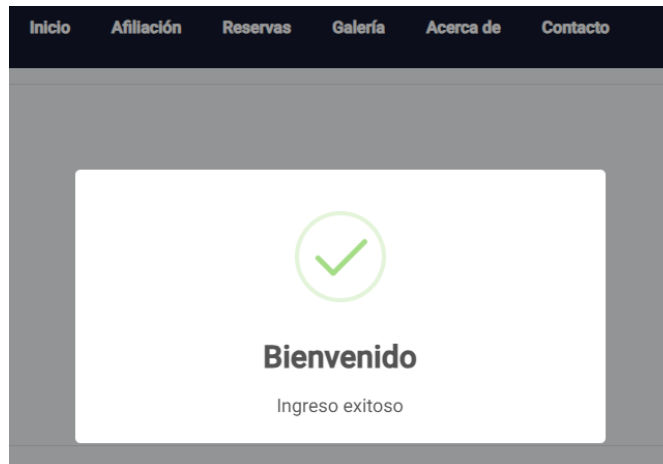 Inicio Afiliación Reservas Galería Acerca de Contacto
Bienvenido
Ingreso exitoso